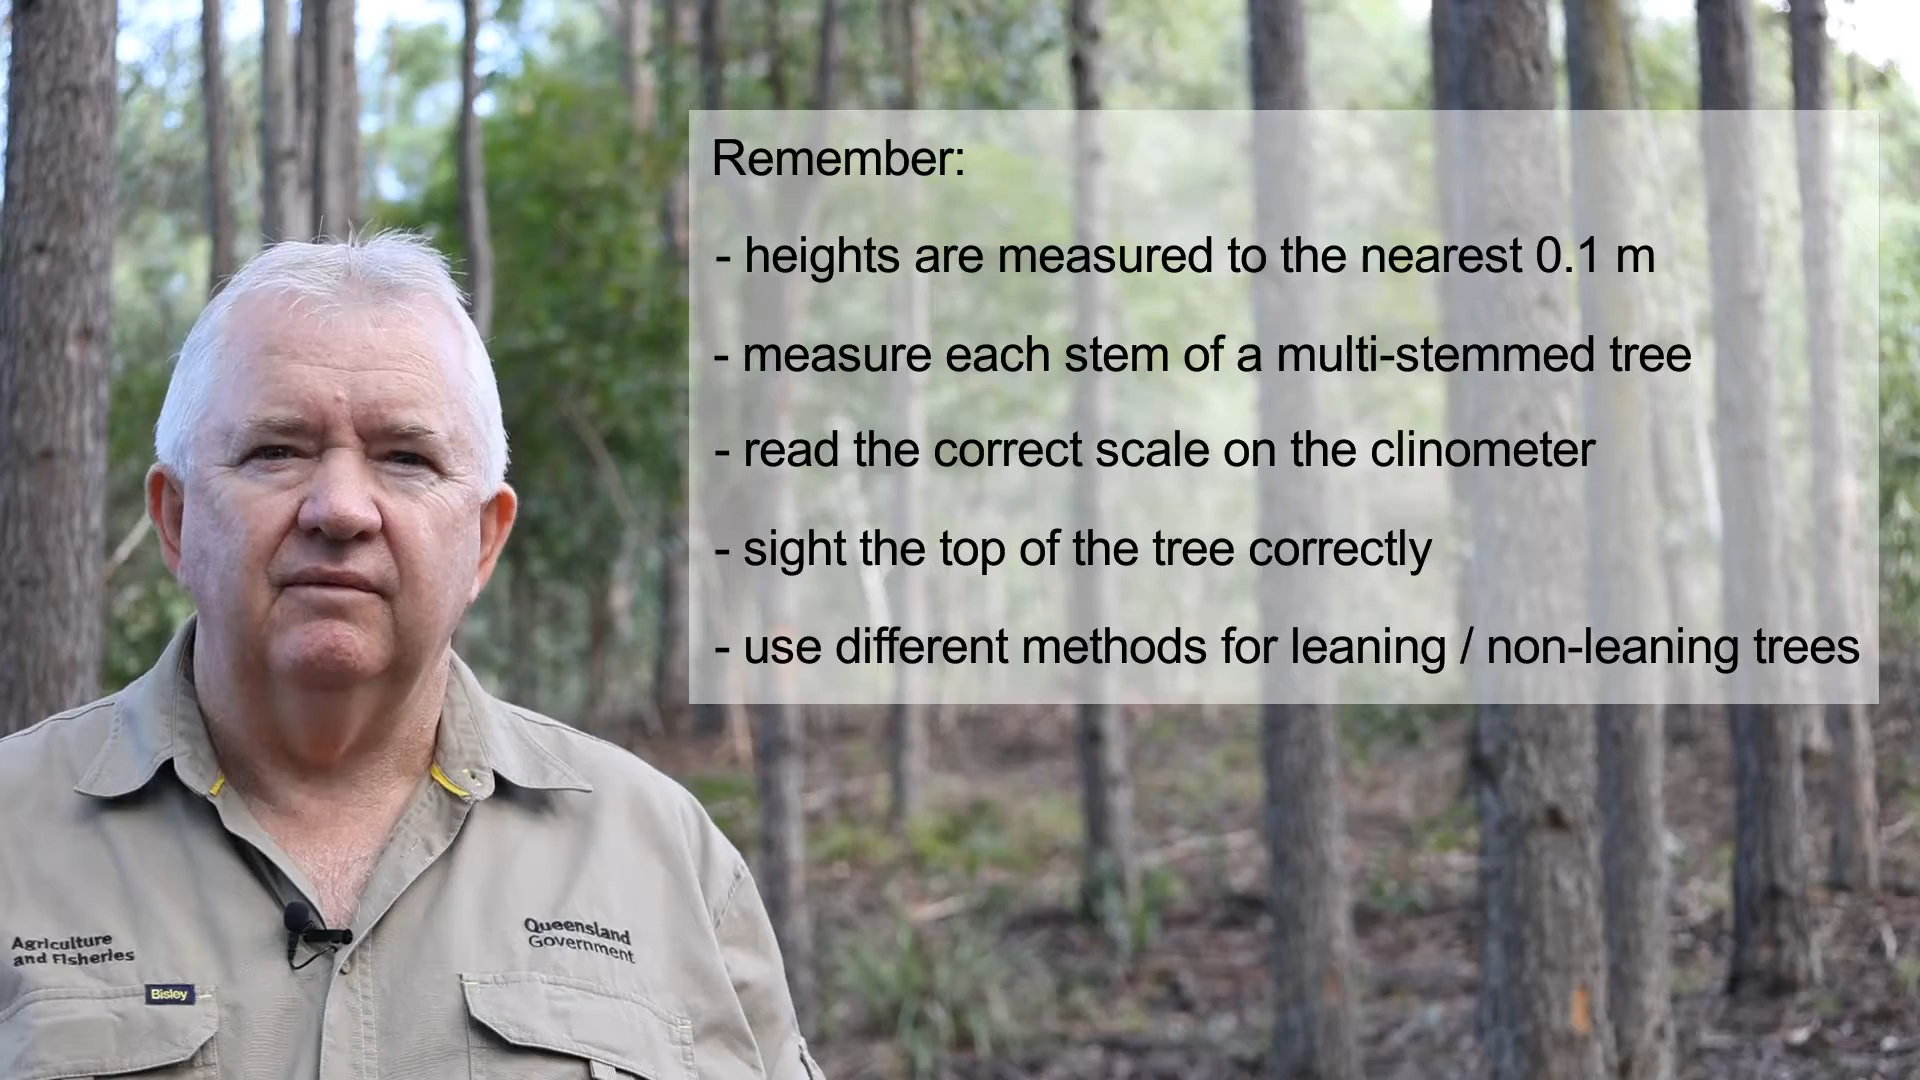 Remember:
- heights are measured to the nearest 0.1 m
- measure each stem of a multi-stemmed tree
- read the correct scale on the clinometer
- sight the top of the tree correctly
- use different methods for leaning / non-leaning trees
Agriculture
and Fisheries
Queensland
Government
Bisley